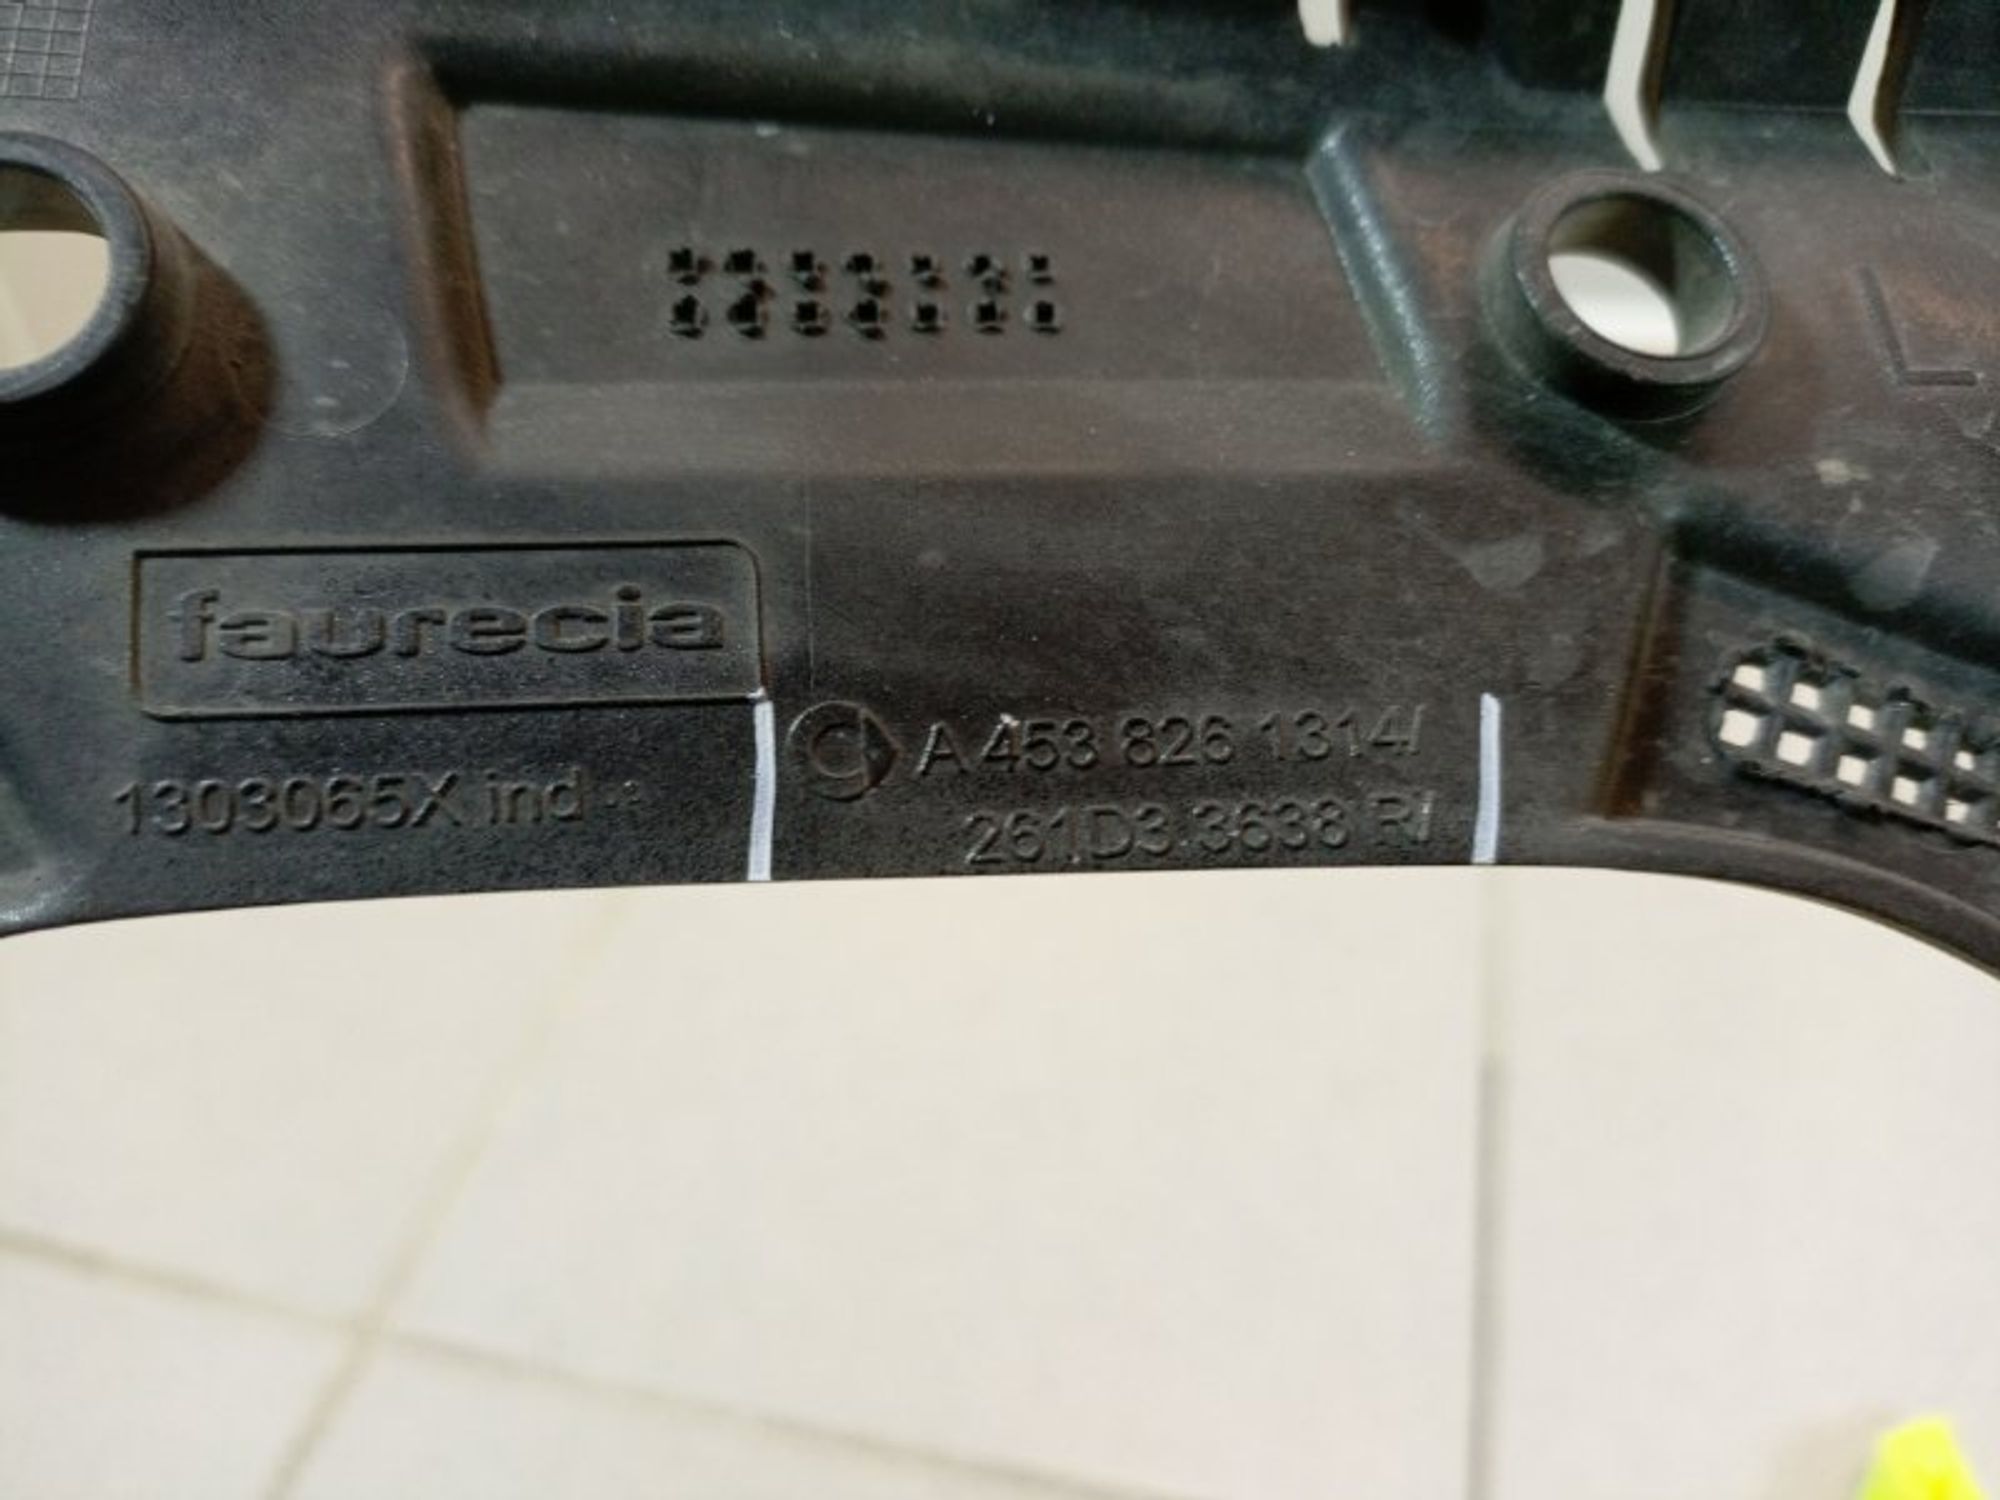 L
faurecia
A 453 826 1314/
1303065X ind
261D3.3638 R/